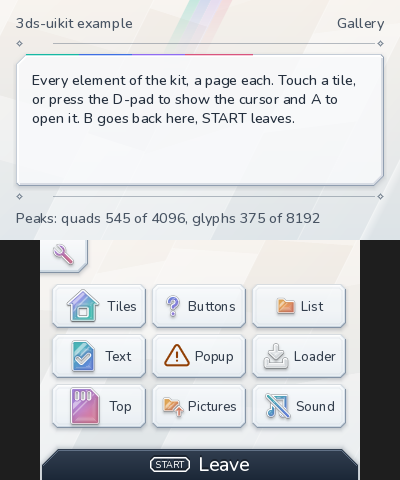 3ds-uikit example
Gallery
Every element of the kit, a page each. Touch a tile,
or press the D-pad to show the cursor and A to
open it. B goes back here, START leaves.
Peaks: quads 545 of 4096, glyphs 375 of 8192
Tiles
Buttons
List
Text
Popup
Loader
Top
Pictures
Sound
START Leave